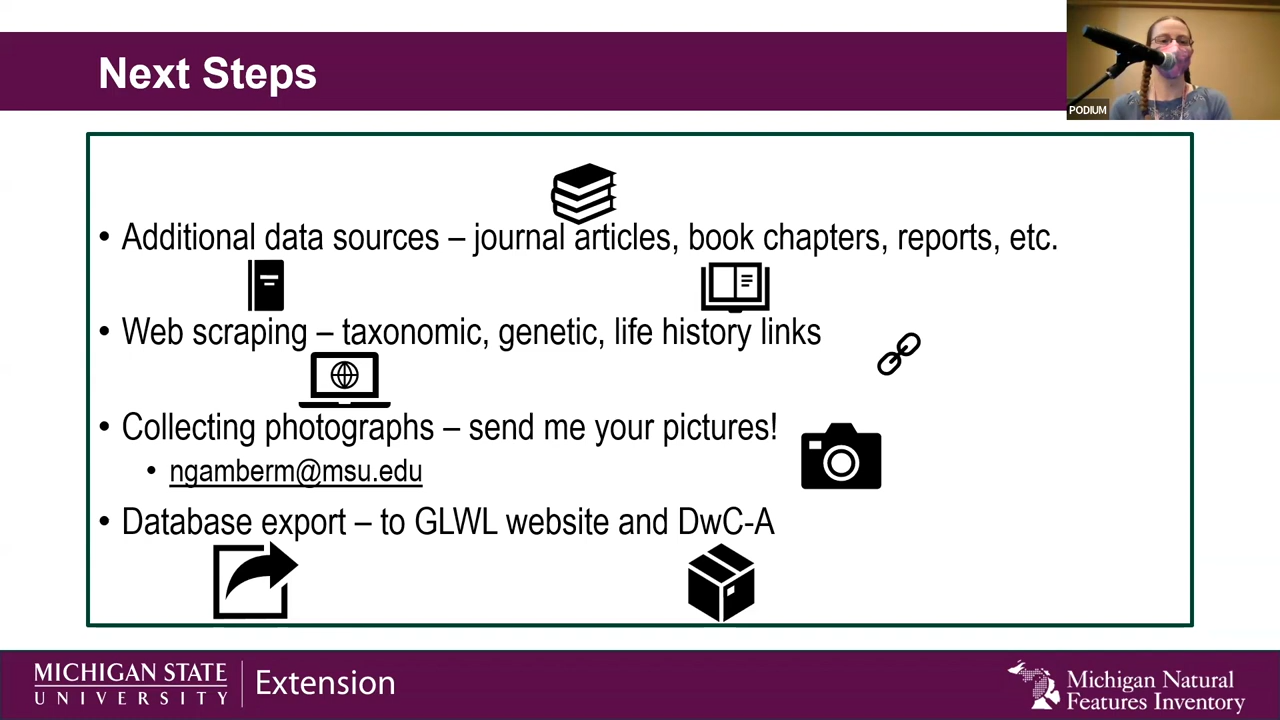 Next Steps
PODIUM
• Additional data sources – journal articles, book chapters, reports, etc.
• Web scraping – taxonomic, genetic, life history links
• Collecting photographs – send me your pictures!
• ngamberm@msu.edu
• Database export – to GLWL website and DwC-A
MICHIGAN STATE
UNIVERSITY
Extension
Michigan Natural
Features Inventory